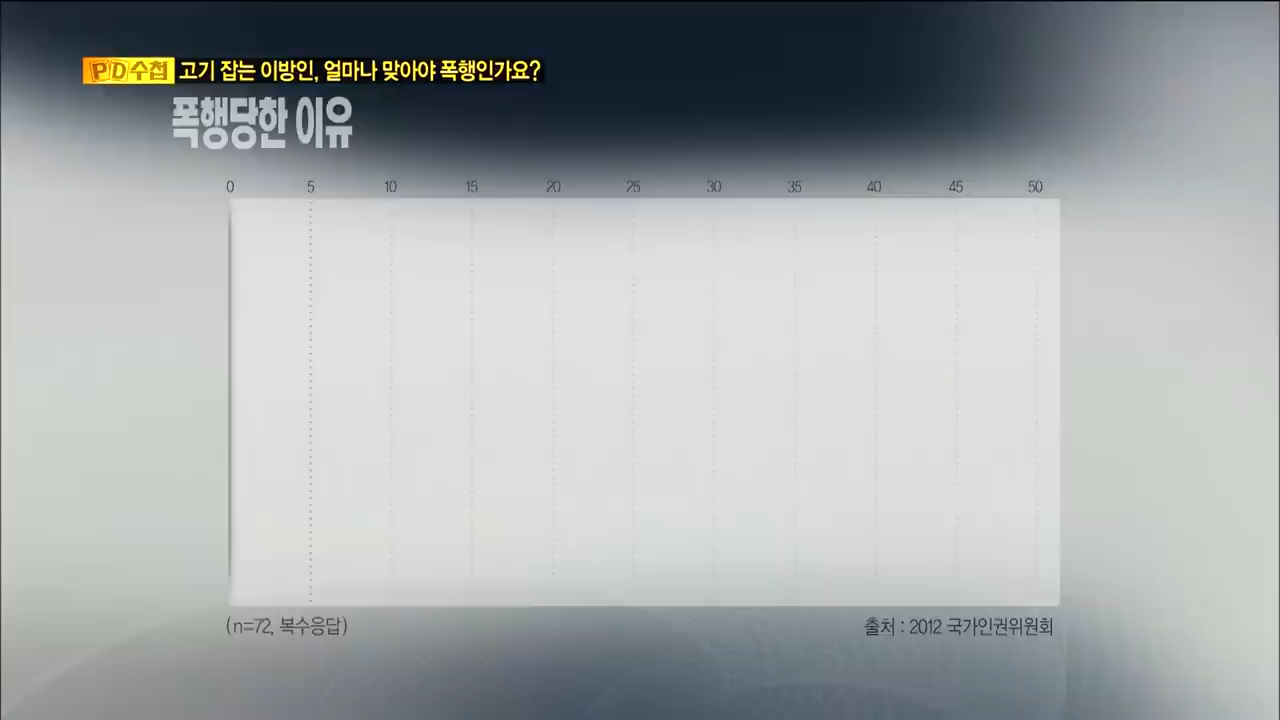 PD수첩 고기 잡는 이방인, 얼마나 맞아야 폭행인가요?
폭행당한 이유
0 5 10 15 20 25 30 35 40 45 50
(n=72, 복수응답) 출처 : 2012 국가인권위원회